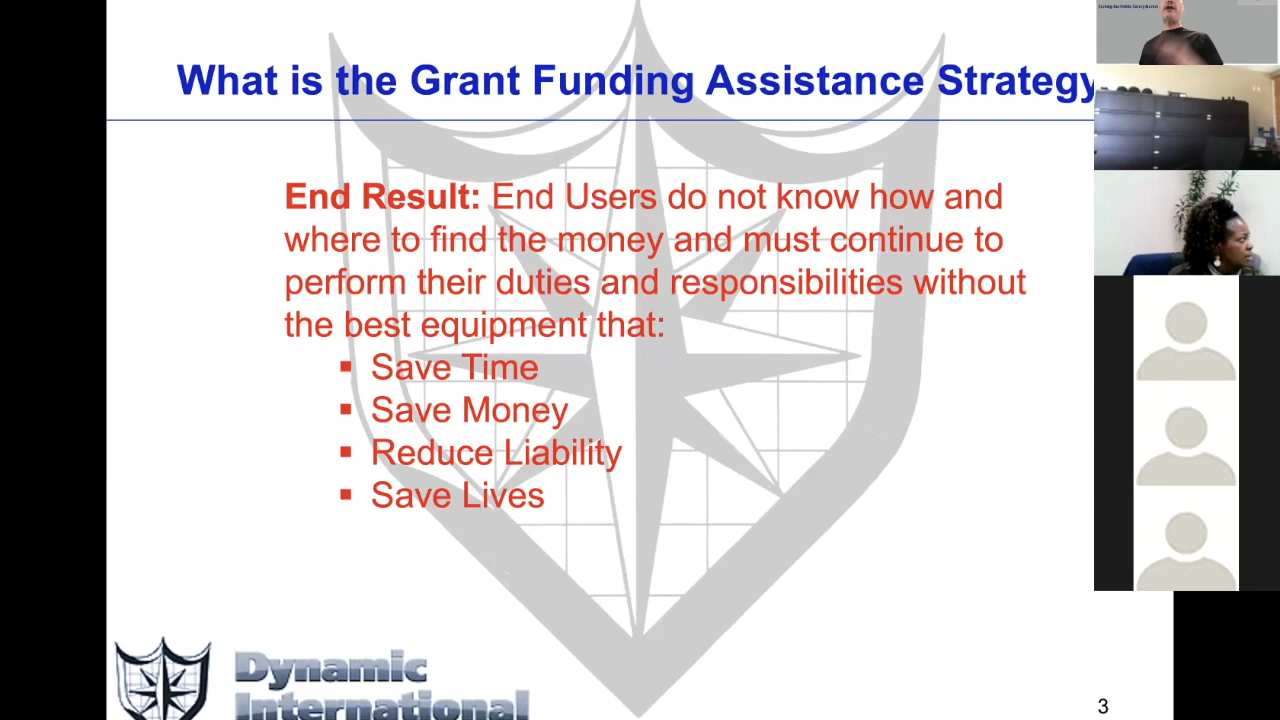 What is the Grant Funding Assistance Strategy
End Result: End Users do not know how and
where to find the money and must continue to
perform their duties and responsibilities without
the best equipment that:
▪ Save Time
▪ Save Money
▪ Reduce Liability
▪ Save Lives
Dynamic
International
3